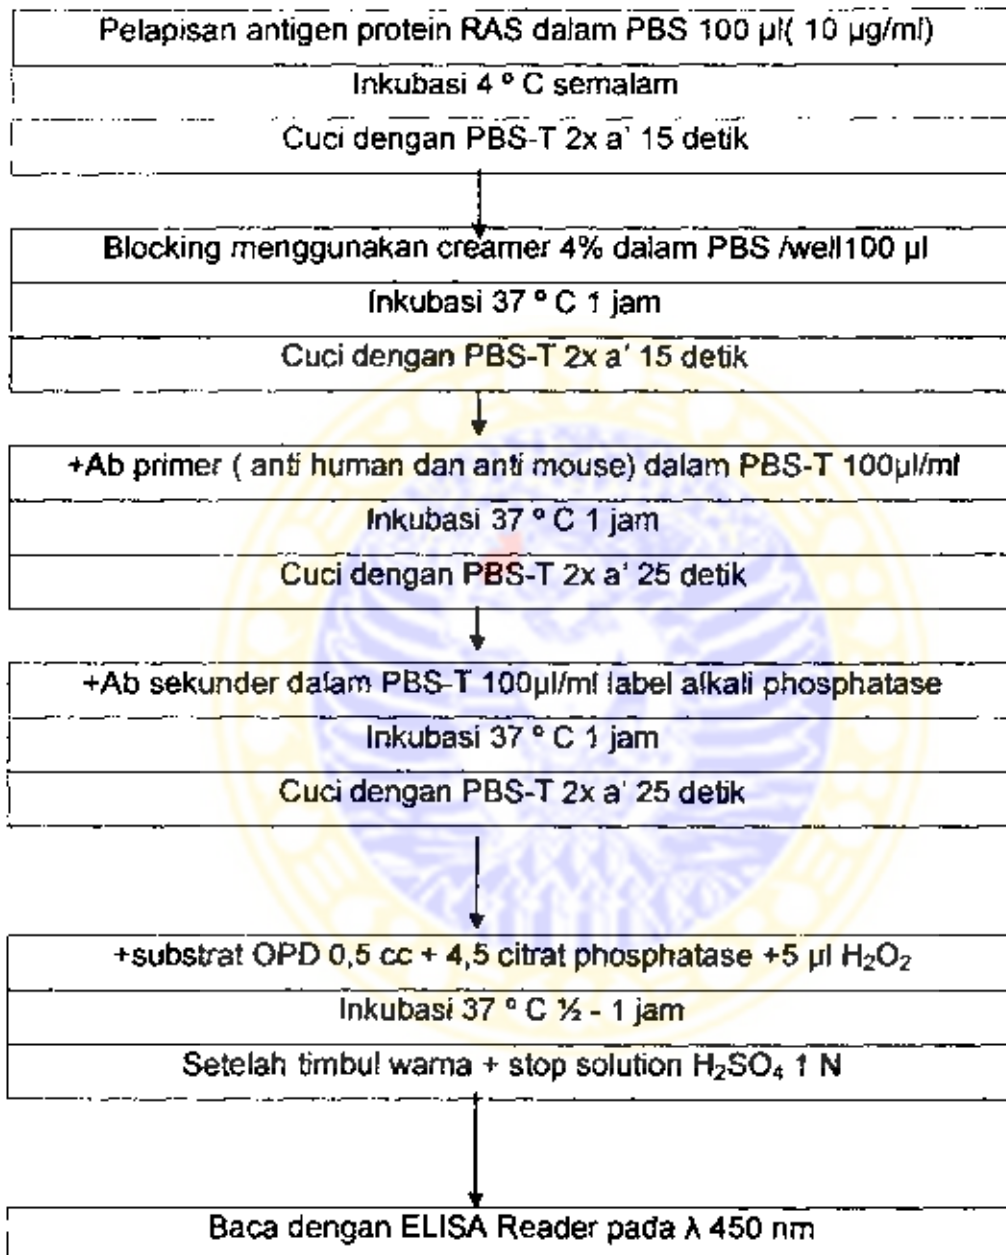 Pelapisan antigen protein RAS dalam PBS 100 µl( 10 µg/ml)
Inkubasi 4 º C semalam
Cuci dengan PBS-T 2x a' 15 detik
Blocking menggunakan creamer 4% dalam PBS /well100 µl
Inkubasi 37 º C 1 jam
Cuci dengan PBS-T 2x a' 15 detik
+Ab primer ( anti human dan anti mouse) dalam PBS-T 100µl/ml
Inkubasi 37 º C 1 jam
Cuci dengan PBS-T 2x a' 25 detik
+Ab sekunder dalam PBS-T 100µl/ml label alkali phosphatase
Inkubasi 37 º C 1 jam
Cuci dengan PBS-T 2x a' 25 detik
+substrat OPD 0,5 cc + 4,5 citrat phosphatase +5 µl H₂O₂
Inkubasi 37 º C ½ - 1 jam
Setelah timbul warna + stop solution H₂SO₄ 1 N
Baca dengan ELISA Reader pada λ 450 nm